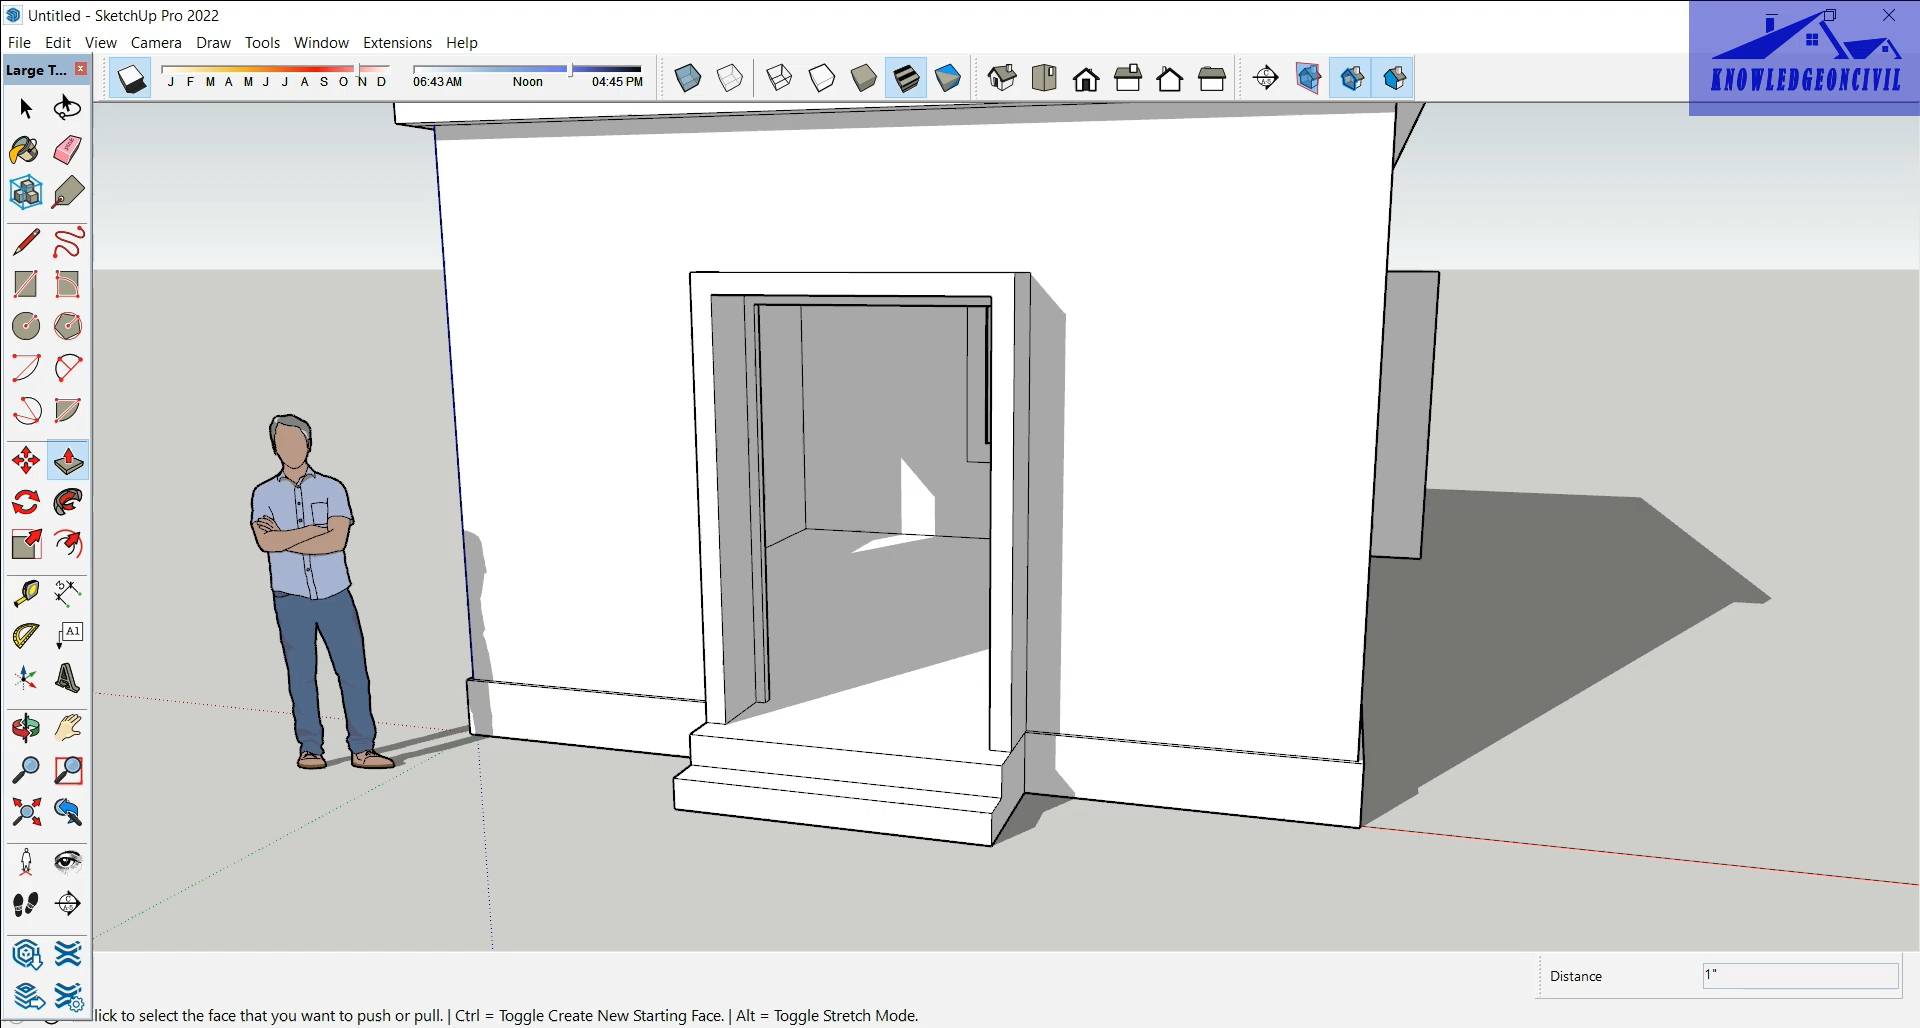 Untitled - SketchUp Pro 2022
File Edit View Camera Draw Tools Window Extensions Help
KNOWLEDGEONCIVIL
Large T...
J F M A M J J A S O N D
06:43 AM Noon 04:45 PM
A1
Distance 1"
lick to select the face that you want to push or pull. | Ctrl = Toggle Create New Starting Face. | Alt = Toggle Stretch Mode.